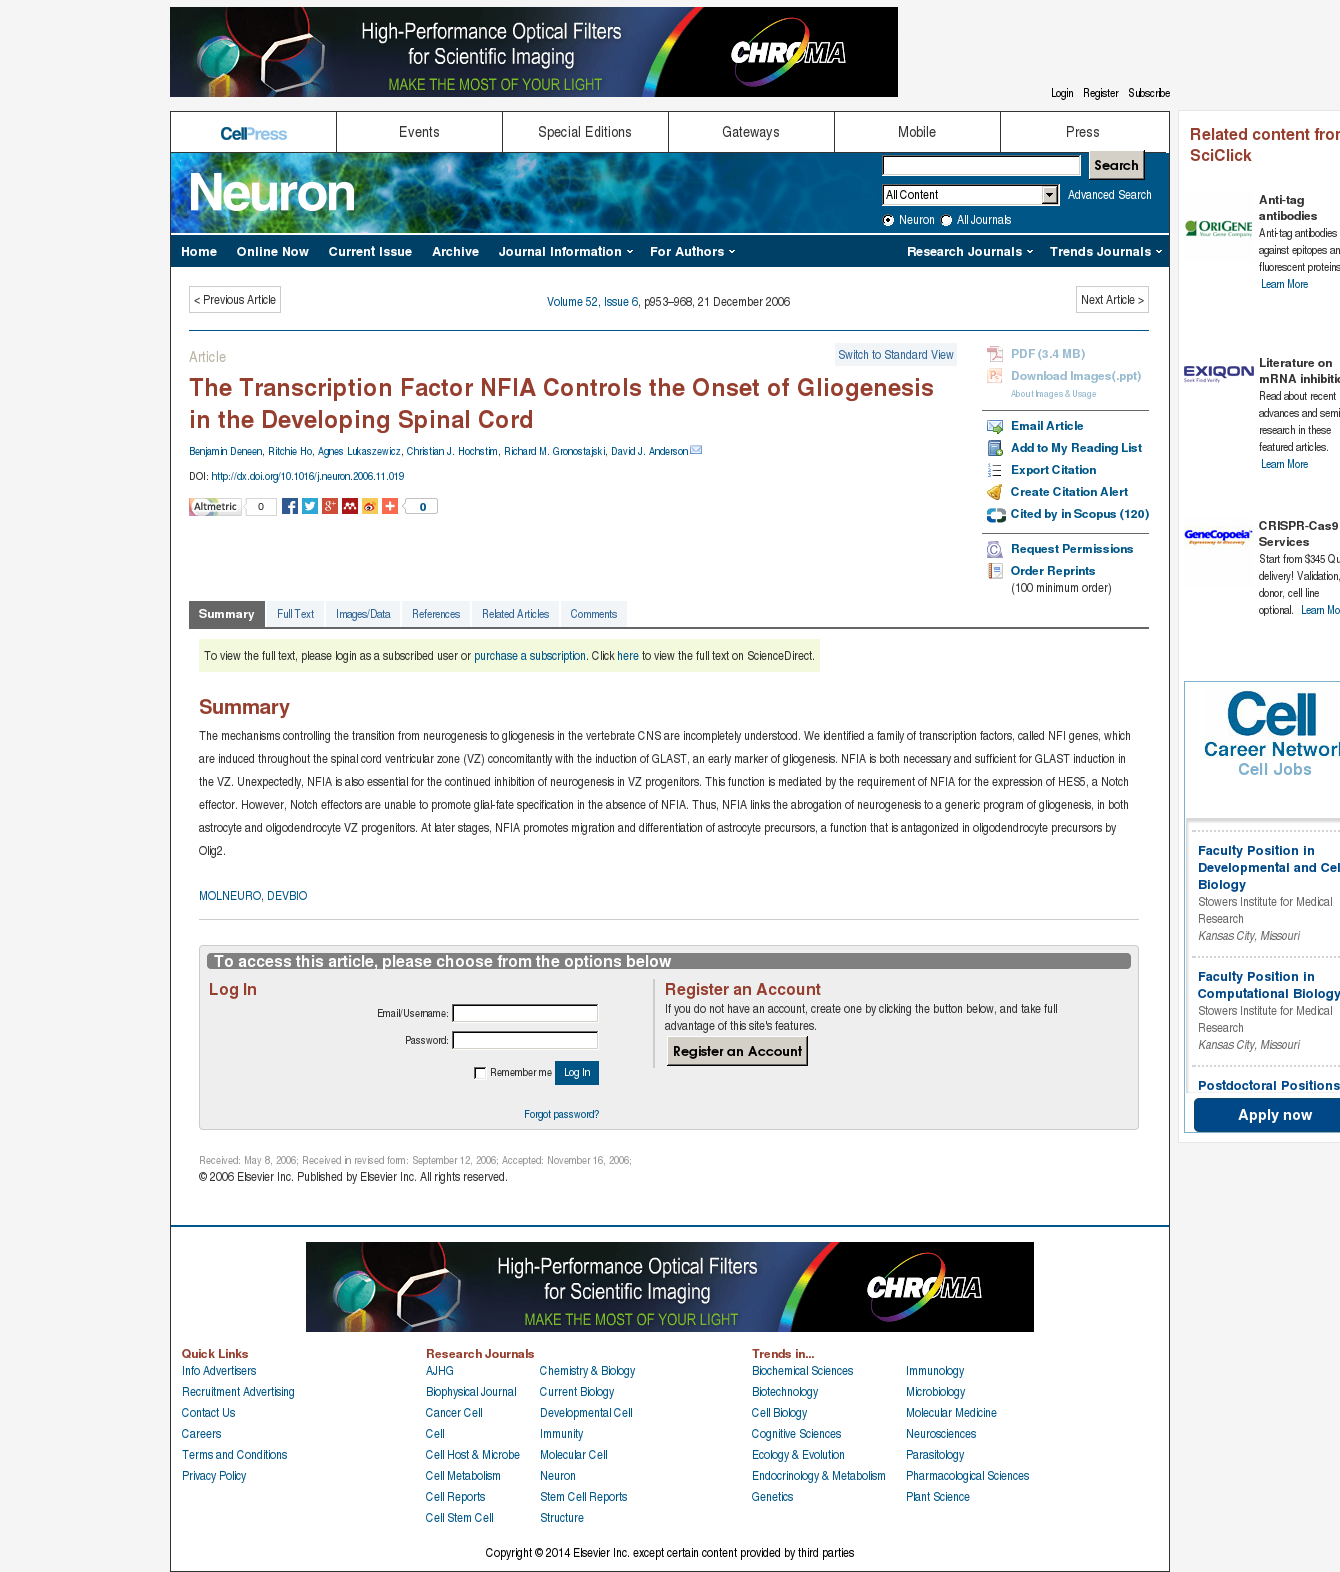 High-Performance Optical Filters
for Scientific Imaging
MAKE THE MOST OF YOUR LIGHT
CHROMA
Login Register Subscribe
CellPress Events Special Editions Gateways Mobile Press
Neuron
Search
All Content Advanced Search
Neuron All Journals
Home Online Now Current Issue Archive Journal Information For Authors Research Journals Trends Journals
< Previous Article Volume 52, Issue 6, p953–968, 21 December 2006 Next Article >
Article Switch to Standard View
The Transcription Factor NFIA Controls the Onset of Gliogenesis
in the Developing Spinal Cord
Benjamin Deneen, Ritchie Ho, Agnes Lukaszewicz, Christian J. Hochstim, Richard M. Gronostajski, David J. Anderson
DOI: http://dx.doi.org/10.1016/j.neuron.2006.11.019
Altmetric 0 0
PDF (3.4 MB)
Download Images(.ppt)
About Images & Usage
Email Article
Add to My Reading List
Export Citation
Create Citation Alert
Cited by in Scopus (120)
Request Permissions
Order Reprints
(100 minimum order)
Summary Full Text Images/Data References Related Articles Comments
To view the full text, please login as a subscribed user or purchase a subscription. Click here to view the full text on ScienceDirect.
Summary
The mechanisms controlling the transition from neurogenesis to gliogenesis in the vertebrate CNS are incompletely understood. We identified a family of transcription factors, called NFI genes, which
are induced throughout the spinal cord ventricular zone (VZ) concomitantly with the induction of GLAST, an early marker of gliogenesis. NFIA is both necessary and sufficient for GLAST induction in
the VZ. Unexpectedly, NFIA is also essential for the continued inhibition of neurogenesis in VZ progenitors. This function is mediated by the requirement of NFIA for the expression of HES5, a Notch
effector. However, Notch effectors are unable to promote glial-fate specification in the absence of NFIA. Thus, NFIA links the abrogation of neurogenesis to a generic program of gliogenesis, in both
astrocyte and oligodendrocyte VZ progenitors. At later stages, NFIA promotes migration and differentiation of astrocyte precursors, a function that is antagonized in oligodendrocyte precursors by
Olig2.
MOLNEURO, DEVBIO
To access this article, please choose from the options below
Log In
Email/Username:
Password:
Remember me Log In
Forgot password?
Register an Account
If you do not have an account, create one by clicking the button below, and take full
advantage of this site's features.
Register an Account
Received: May 8, 2006; Received in revised form: September 12, 2006; Accepted: November 16, 2006;
© 2006 Elsevier Inc. Published by Elsevier Inc. All rights reserved.
Related content from
SciClick
ORIGENE
Your Gene Company
Anti-tag
antibodies
Anti-tag antibodies
against epitopes an
fluorescent proteins
Learn More
EXIQON
Seek Find Verify
Literature on
mRNA inhibitio
Read about recent
advances and semi
research in these
featured articles.
Learn More
GeneCopoeia
Expressway to Discovery
CRISPR-Cas9
Services
Start from $345 Qu
delivery! Validation,
donor, cell line
optional. Learn Mo
Cell
Career Network
Cell Jobs
Faculty Position in
Developmental and Cel
Biology
Stowers Institute for Medical
Research
Kansas City, Missouri
Faculty Position in
Computational Biology
Stowers Institute for Medical
Research
Kansas City, Missouri
Postdoctoral Positions
Apply now
High-Performance Optical Filters
for Scientific Imaging
MAKE THE MOST OF YOUR LIGHT
CHROMA
Quick Links
Info Advertisers
Recruitment Advertising
Contact Us
Careers
Terms and Conditions
Privacy Policy
Research Journals
AJHG
Biophysical Journal
Cancer Cell
Cell
Cell Host & Microbe
Cell Metabolism
Cell Reports
Cell Stem Cell
Chemistry & Biology
Current Biology
Developmental Cell
Immunity
Molecular Cell
Neuron
Stem Cell Reports
Structure
Trends in...
Biochemical Sciences
Biotechnology
Cell Biology
Cognitive Sciences
Ecology & Evolution
Endocrinology & Metabolism
Genetics
Immunology
Microbiology
Molecular Medicine
Neurosciences
Parasitology
Pharmacological Sciences
Plant Science
Copyright © 2014 Elsevier Inc. except certain content provided by third parties